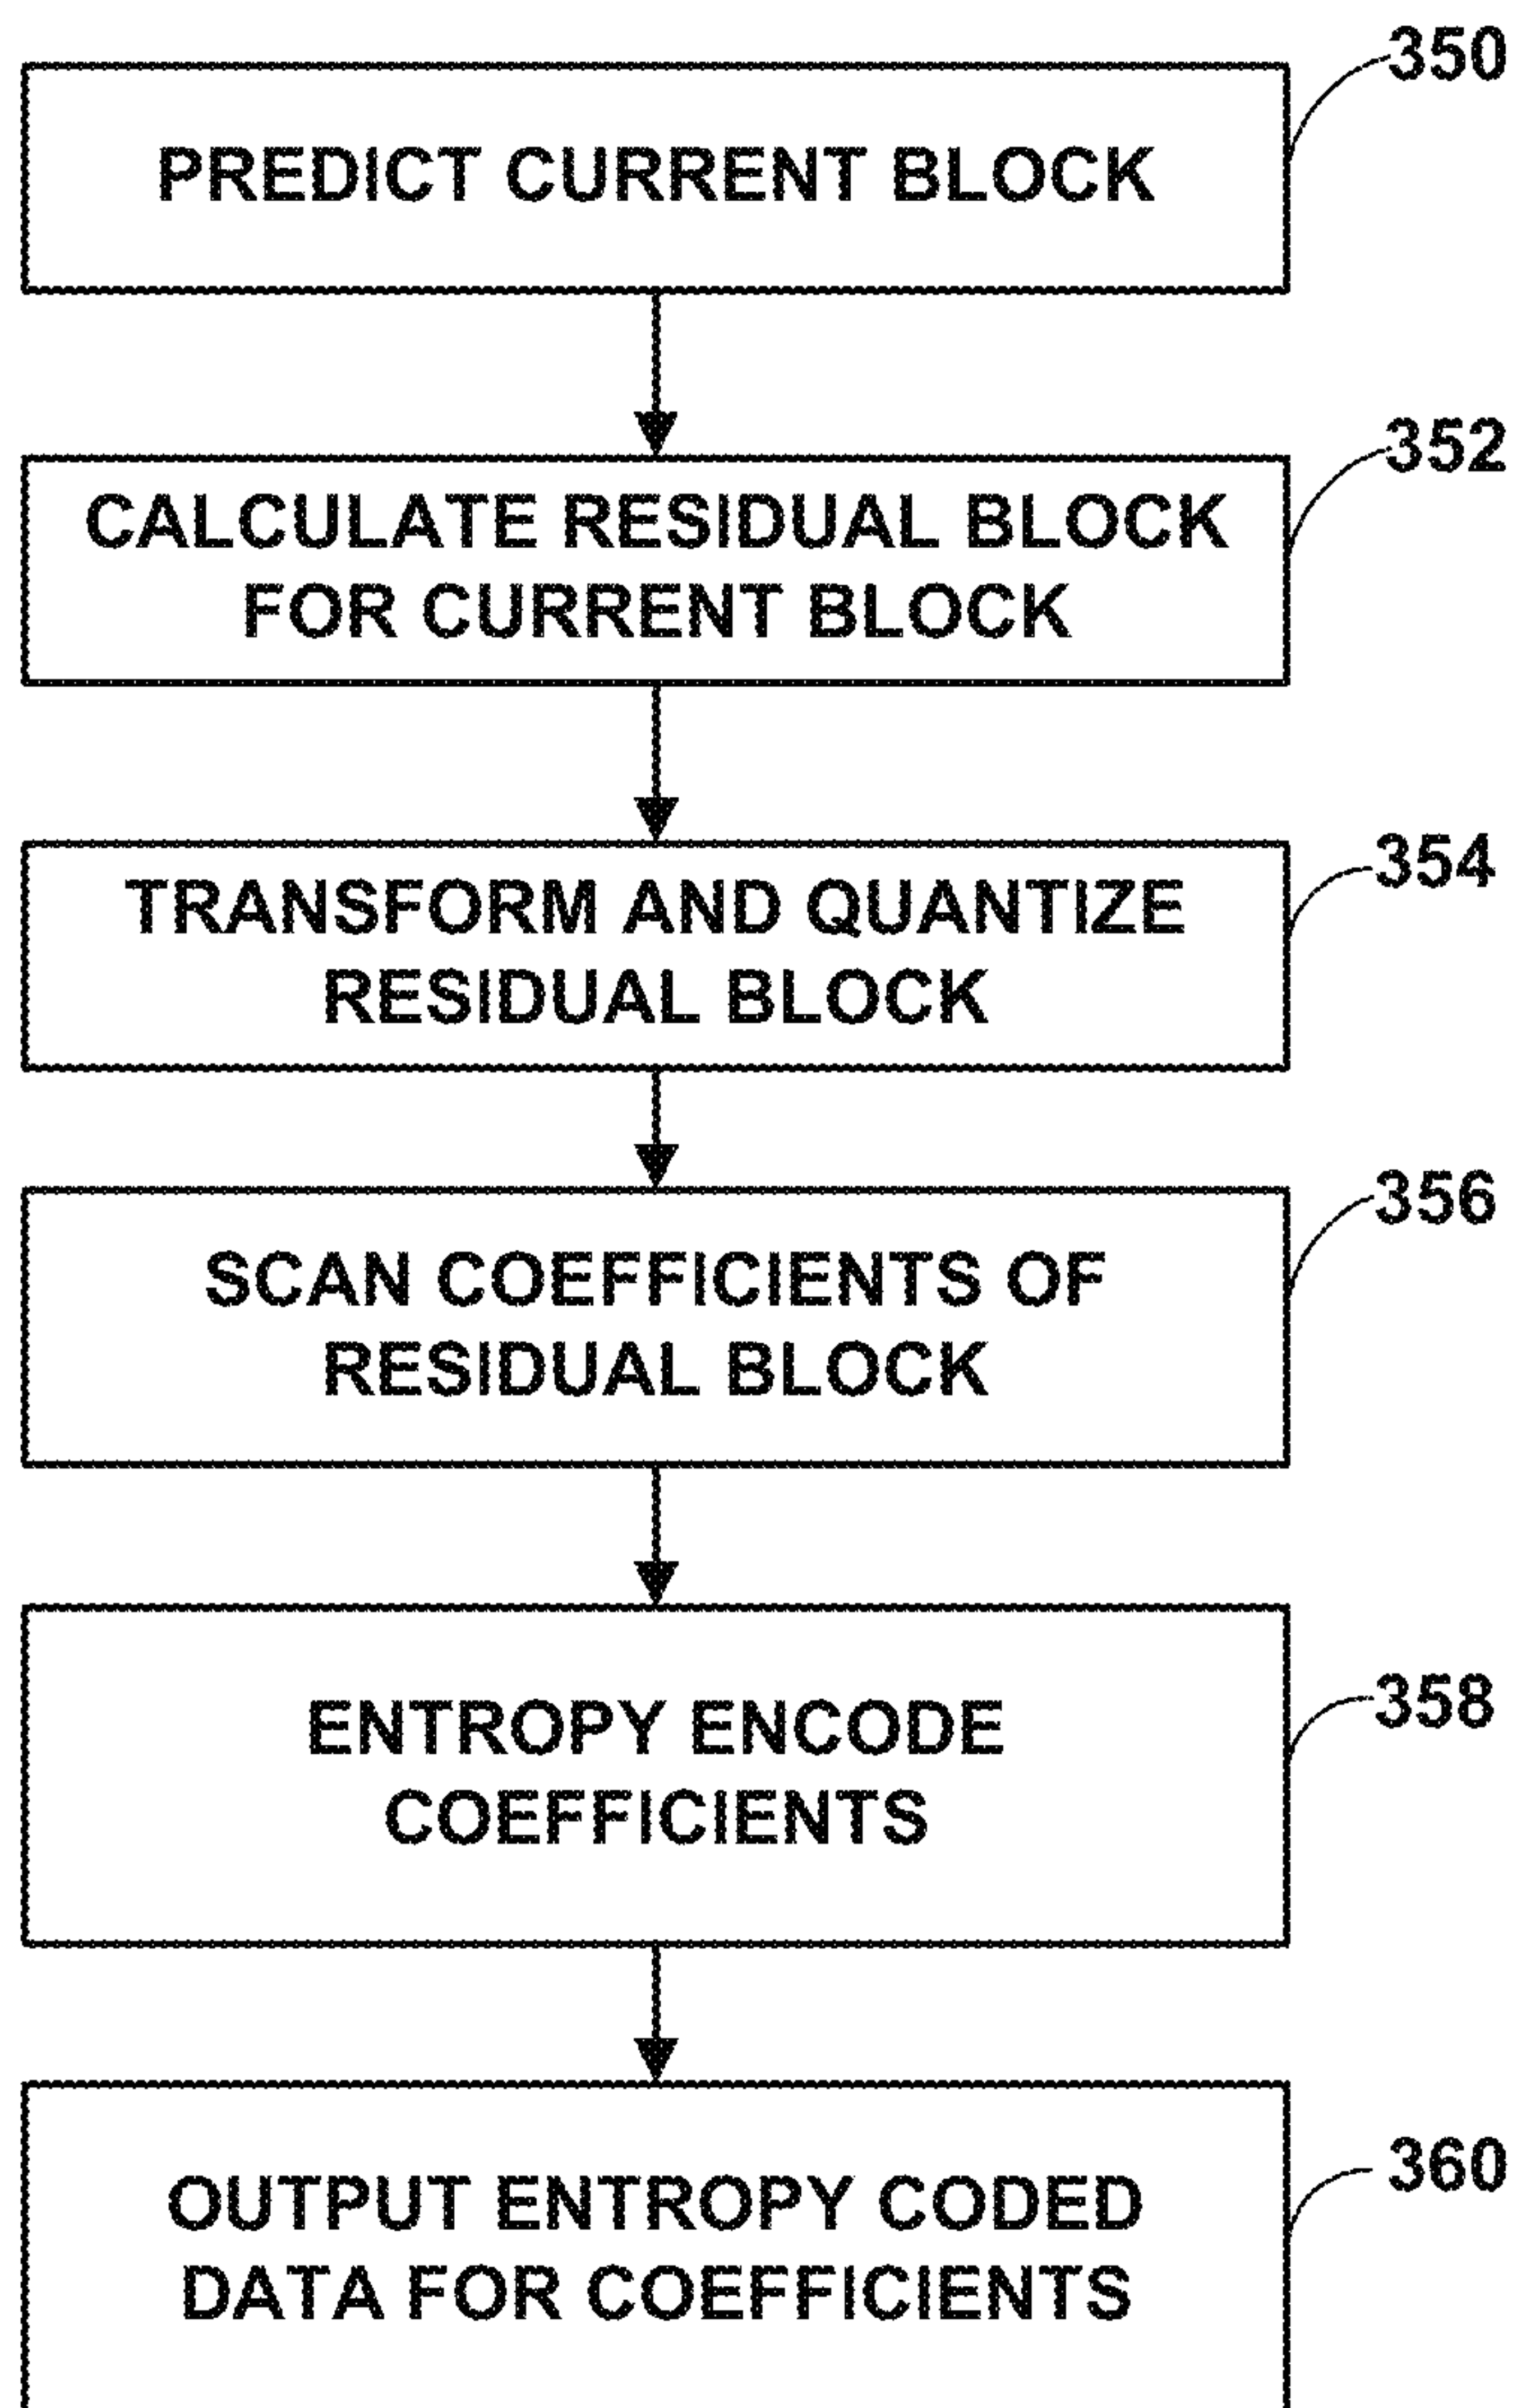 350
PREDICT CURRENT BLOCK
352
CALCULATE RESIDUAL BLOCK
FOR CURRENT BLOCK
354
TRANSFORM AND QUANTIZE
RESIDUAL BLOCK
356
SCAN COEFFICIENTS OF
RESIDUAL BLOCK
358
ENTROPY ENCODE
COEFFICIENTS
360
OUTPUT ENTROPY CODED
DATA FOR COEFFICIENTS